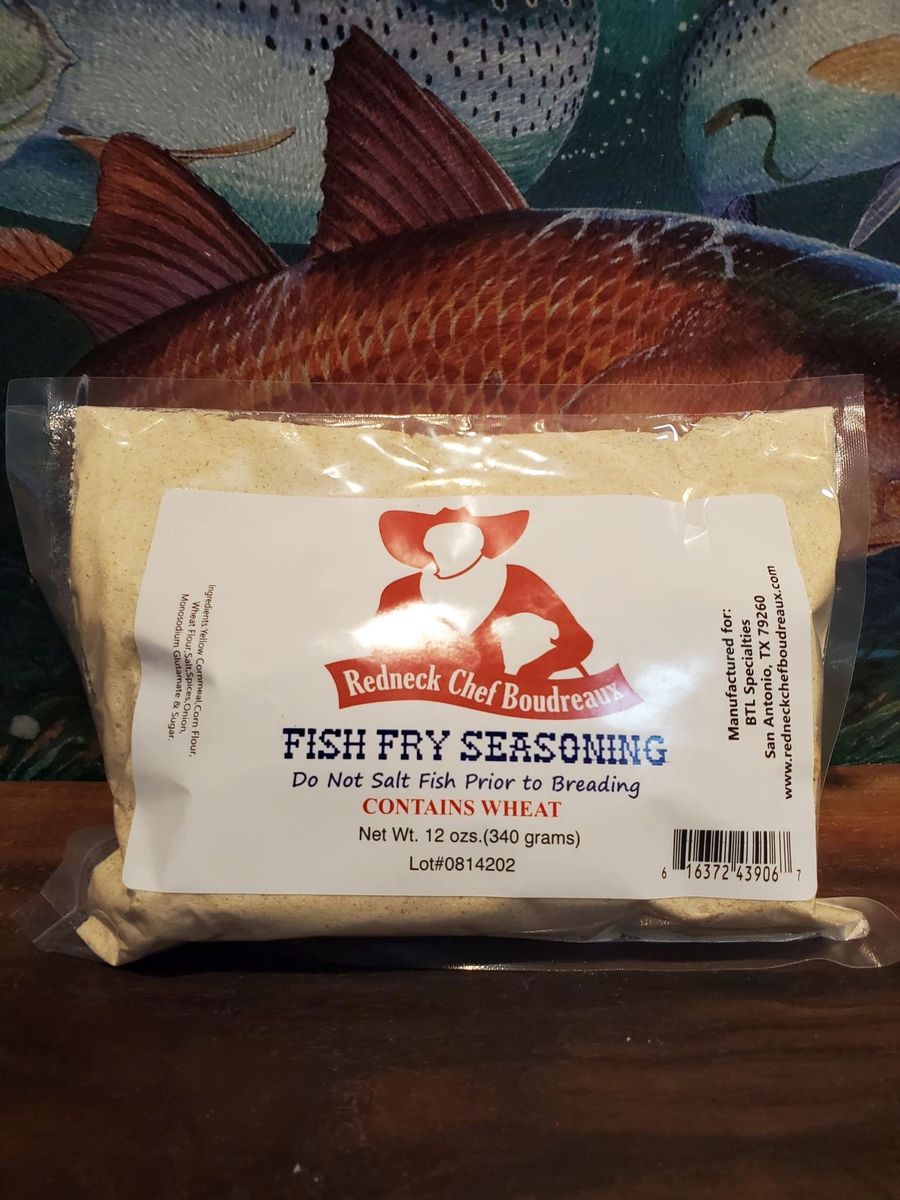 Redneck Chef Boudreaux
FISH FRY SEASONING
Do Not Salt Fish Prior to Breading
CONTAINS WHEAT
Net Wt. 12 ozs.(340 grams)
Lot#0814202
Ingredients:Yellow Cornmeal,Corn Flour,
Wheat Flour,Salt,Spices,Onion,
Monosodium Glutamate & Sugar.
Manufactured for:
BTL Specialties
San Antonio, TX 79260
www.redneckchefboudreaux.com
6 16372 43906 7